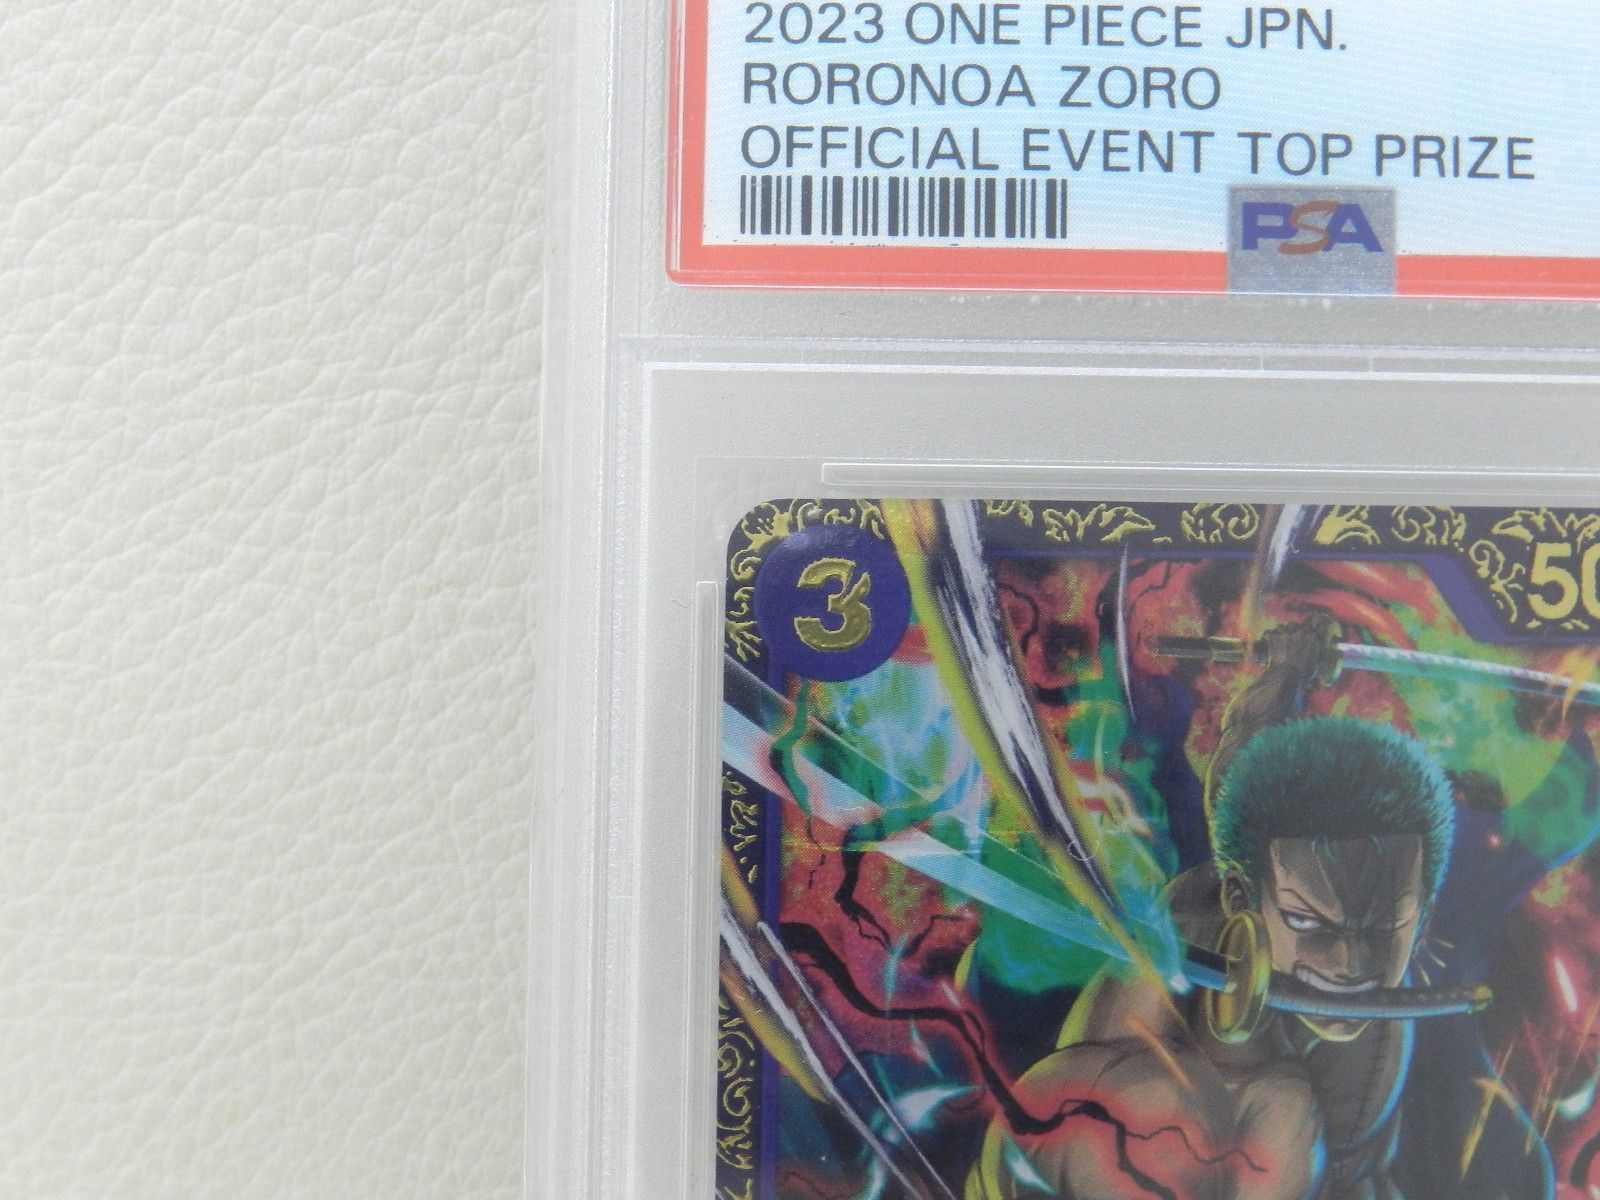 2023 ONE PIECE JPN.
RORONOA ZORO
OFFICIAL EVENT TOP PRIZE
PSA
3